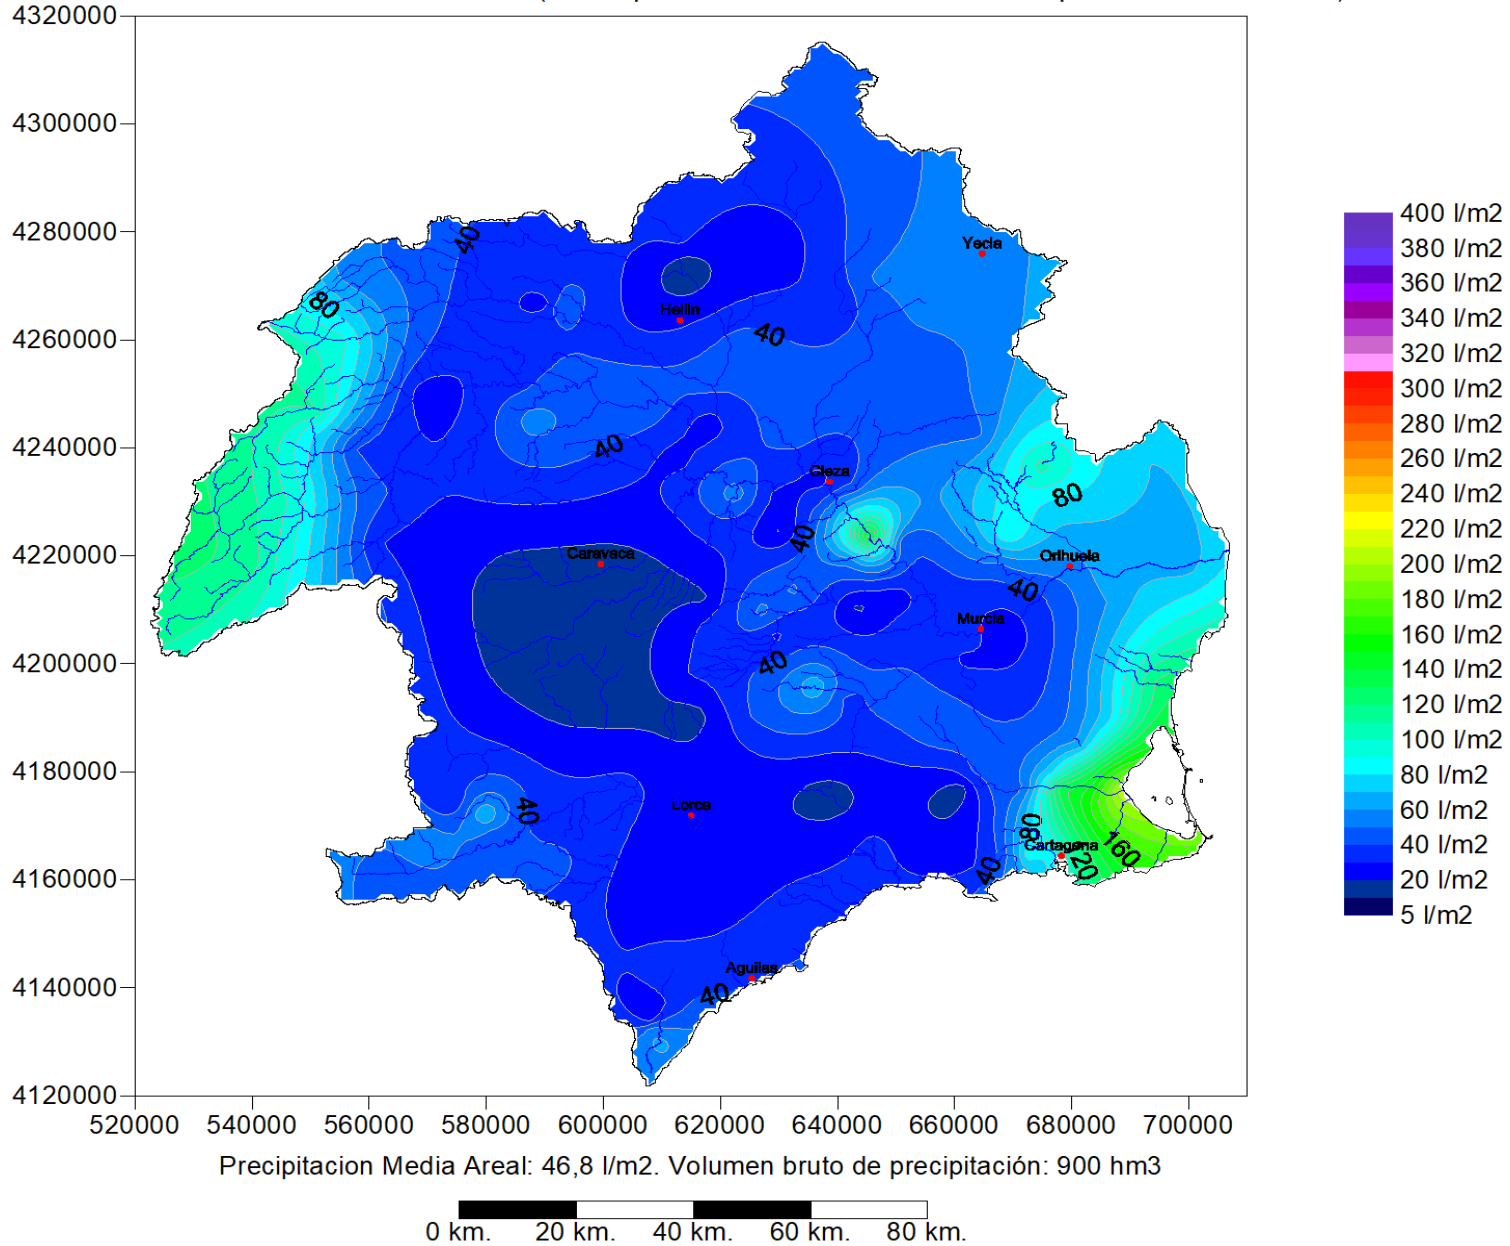 4320000
4300000
4280000
4260000
4240000
4220000
4200000
4180000
4160000
4140000
4120000
520000 540000 560000 580000 600000 620000 640000 660000 680000 700000
40
Yecla
80
Hellin
40
40
Cieza
80
40
Caravaca
Orihuela
40
Murcia
40
40
Lorca
80
Cartagena
120
160
40
Aguilas
40
400 l/m2
380 l/m2
360 l/m2
340 l/m2
320 l/m2
300 l/m2
280 l/m2
260 l/m2
240 l/m2
220 l/m2
200 l/m2
180 l/m2
160 l/m2
140 l/m2
120 l/m2
100 l/m2
80 l/m2
60 l/m2
40 l/m2
20 l/m2
5 l/m2
Precipitacion Media Areal: 46,8 l/m2. Volumen bruto de precipitación: 900 hm3
0 km. 20 km. 40 km. 60 km. 80 km.